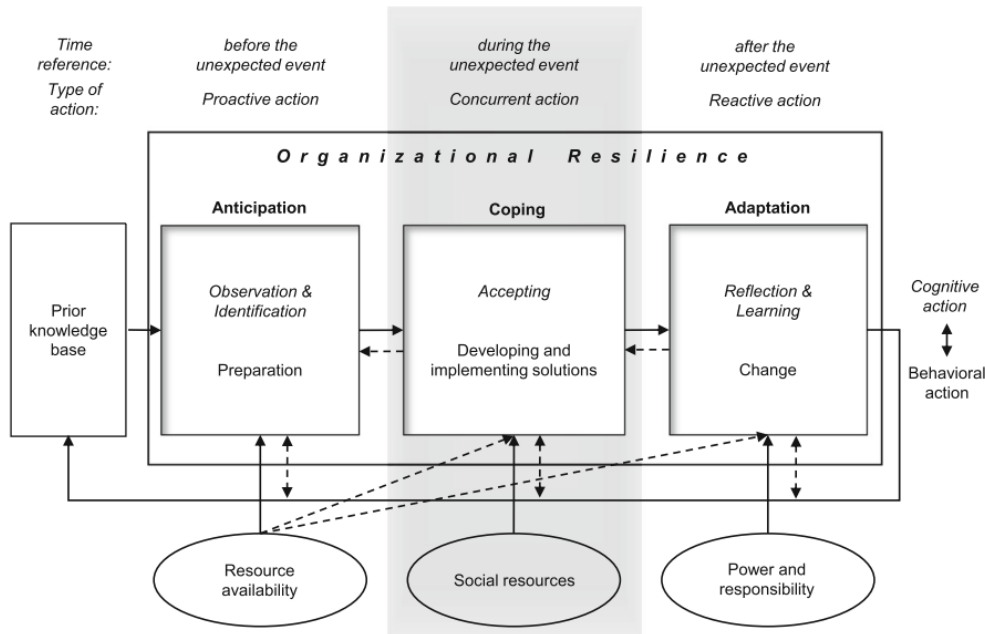 Time
reference:
before the
unexpected event
during the
unexpected event
after the
unexpected event
Type of
action:
Proactive action
Concurrent action
Reactive action
Organizational Resilience
Anticipation
Coping
Adaptation
Prior
knowledge
base
Observation &
Identification
Preparation
Accepting
Developing and
implementing solutions
Reflection &
Learning
Change
Cognitive
action
Behavioral
action
Resource
availability
Social resources
Power and
responsibility